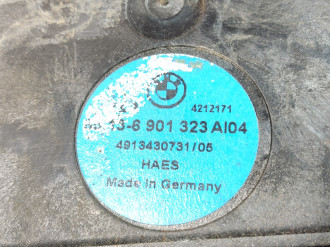 4212171
13-6 901 323 AI04
4913430731/05
HAES
Made in Germany